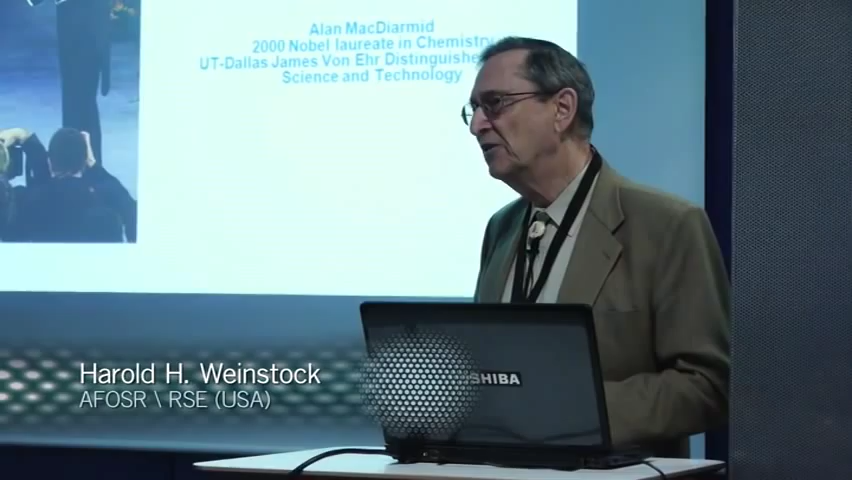 Alan MacDiarmid
2000 Nobel laureate in Chemistry
UT-Dallas James Von Ehr
Science and Technology
Harold H. Weinstock
AFOSR \ RSE (USA)
SHIBA